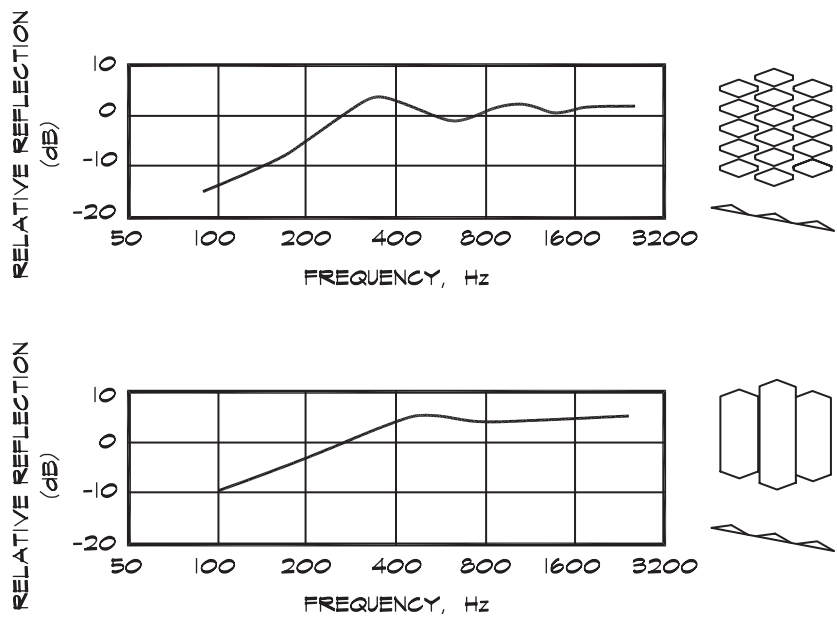 RELATIVE REFLECTION
(dB)
10
0
-10
-20
50 100 200 400 800 1600 3200
FREQUENCY, Hz
RELATIVE REFLECTION
(dB)
10
0
-10
-20
50 100 200 400 800 1600 3200
FREQUENCY, Hz